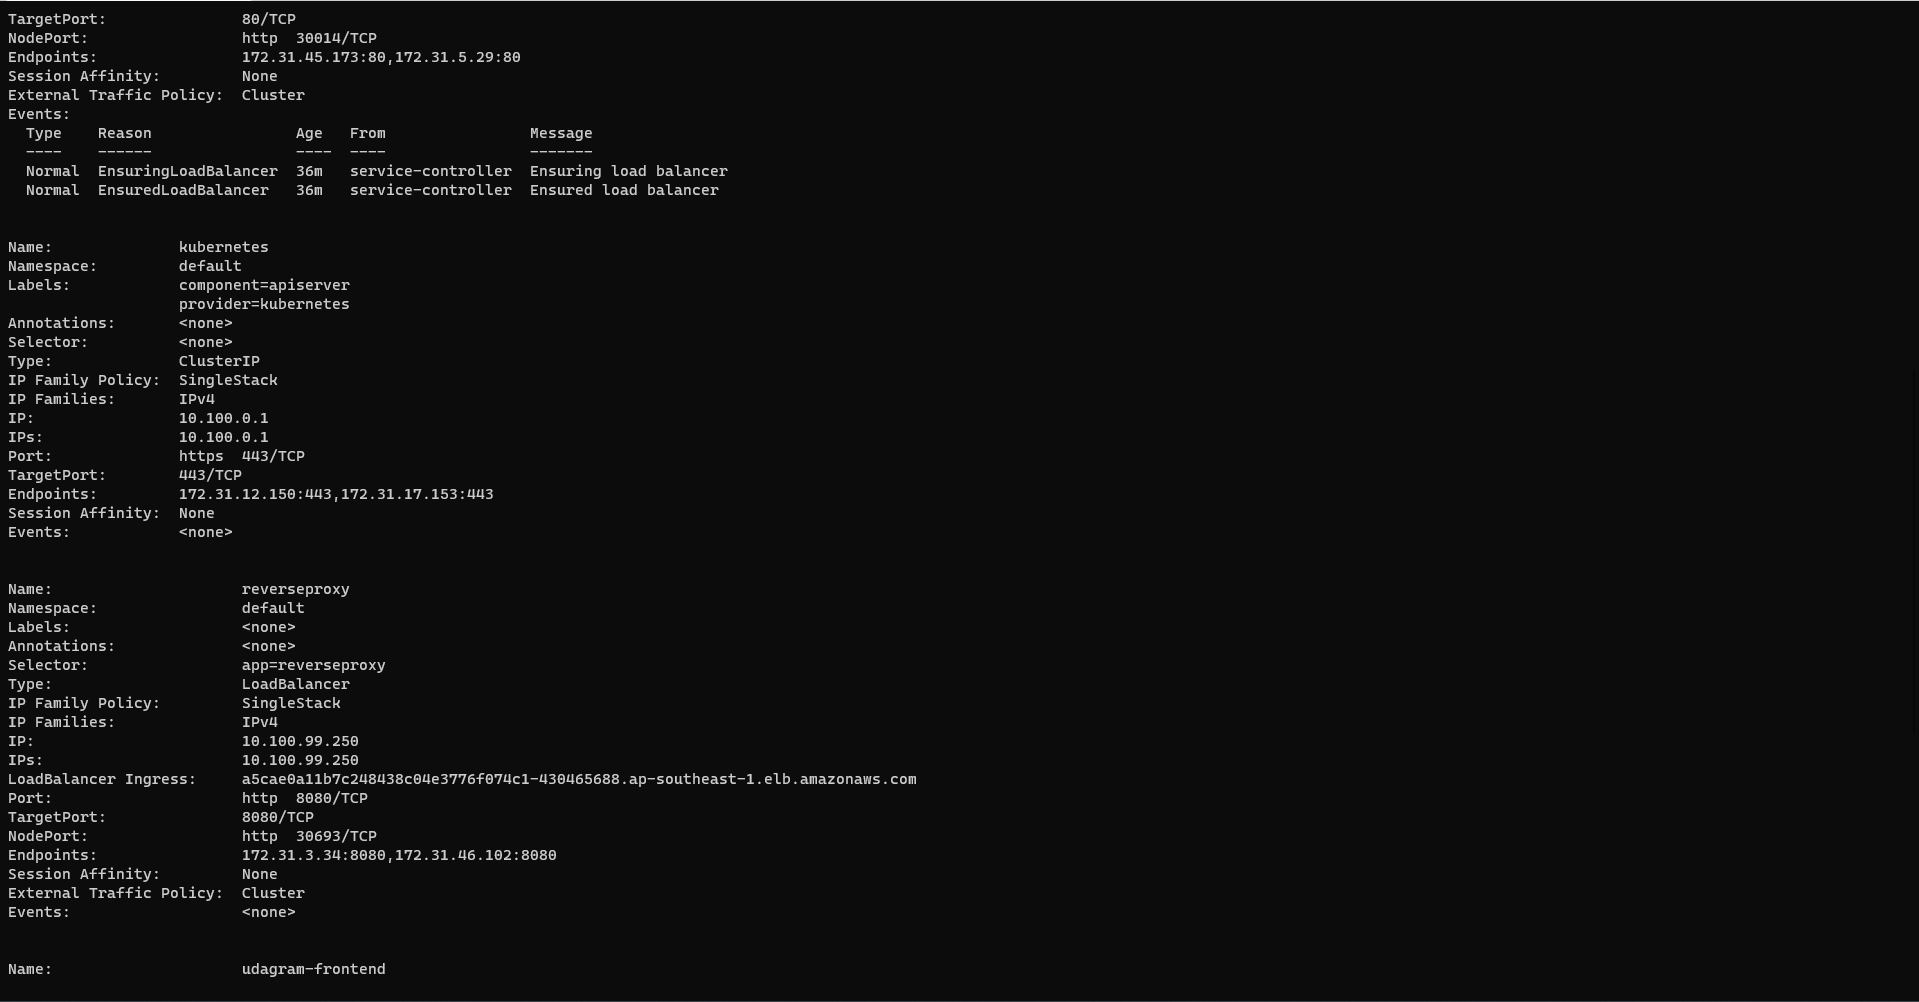 TargetPort:               80/TCP
NodePort:                 http  30014/TCP
Endpoints:                172.31.45.173:80,172.31.5.29:80
Session Affinity:         None
External Traffic Policy:  Cluster
Events:
  Type    Reason                Age   From                Message
  ----    ------                ----  ----                -------
  Normal  EnsuringLoadBalancer  36m   service-controller  Ensuring load balancer
  Normal  EnsuredLoadBalancer   36m   service-controller  Ensured load balancer
Name:              kubernetes
Namespace:         default
Labels:            component=apiserver
                   provider=kubernetes
Annotations:       <none>
Selector:          <none>
Type:              ClusterIP
IP Family Policy:  SingleStack
IP Families:       IPv4
IP:                10.100.0.1
IPs:               10.100.0.1
Port:              https  443/TCP
TargetPort:        443/TCP
Endpoints:         172.31.12.150:443,172.31.17.153:443
Session Affinity:  None
Events:            <none>
Name:                     reverseproxy
Namespace:                default
Labels:                   <none>
Annotations:              <none>
Selector:                 app=reverseproxy
Type:                     LoadBalancer
IP Family Policy:         SingleStack
IP Families:              IPv4
IP:                       10.100.99.250
IPs:                      10.100.99.250
LoadBalancer Ingress:     a5cae0a11b7c248438c04e3776f074c1-430465688.ap-southeast-1.elb.amazonaws.com
Port:                     http  8080/TCP
TargetPort:               8080/TCP
NodePort:                 http  30693/TCP
Endpoints:                172.31.3.34:8080,172.31.46.102:8080
Session Affinity:         None
External Traffic Policy:  Cluster
Events:                   <none>
Name:                     udagram-frontend